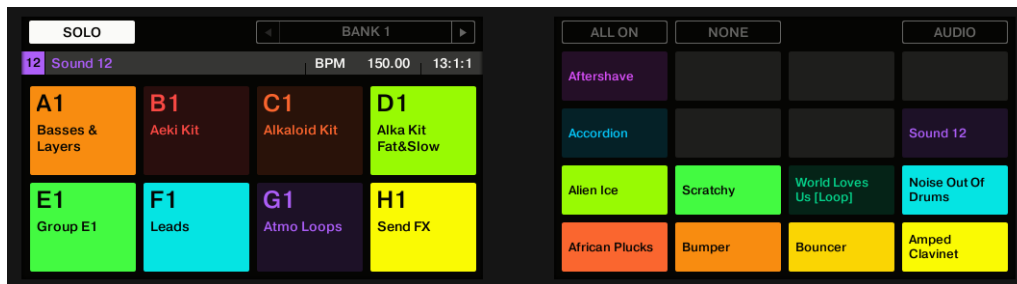 SOLO
BANK 1
12 Sound 12 BPM 150.00 13:1:1
A1
Basses &
Layers
B1
Aeki Kit
C1
Alkaloid Kit
D1
Alka Kit
Fat&Slow
E1
Group E1
F1
Leads
G1
Atmo Loops
H1
Send FX
ALL ON
NONE
AUDIO
Aftershave
Accordion
Sound 12
Alien Ice
Scratchy
World Loves
Us [Loop]
Noise Out Of
Drums
African Plucks
Bumper
Bouncer
Amped
Clavinet